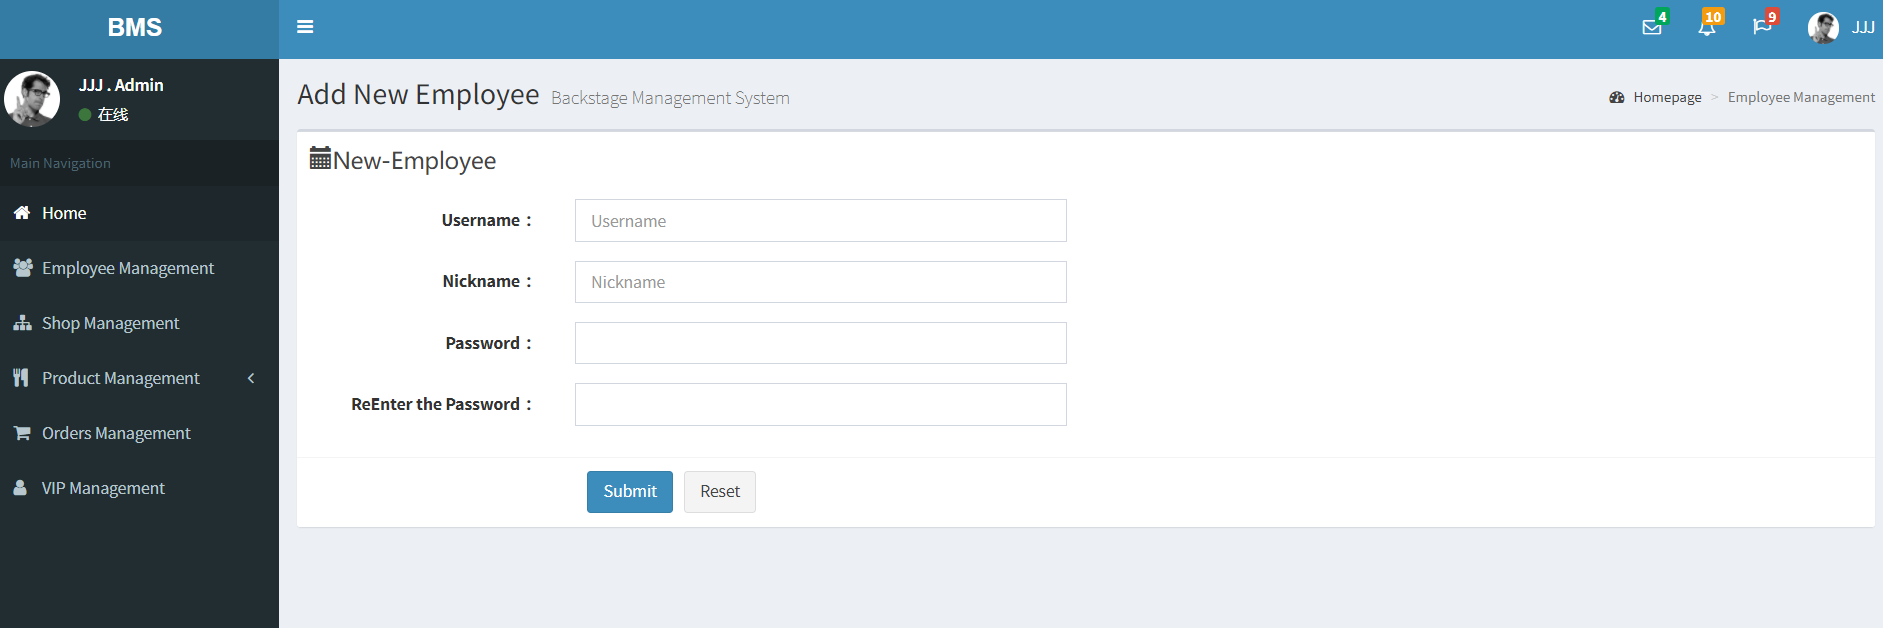 BMS
4
10
9
JJJ
JJJ . Admin
在线
Main Navigation
Home
Employee Management
Shop Management
Product Management
Orders Management
VIP Management
Add New Employee Backstage Management System
Homepage > Employee Management
New-Employee
Username： Username
Nickname： Nickname
Password：
ReEnter the Password：
Submit Reset